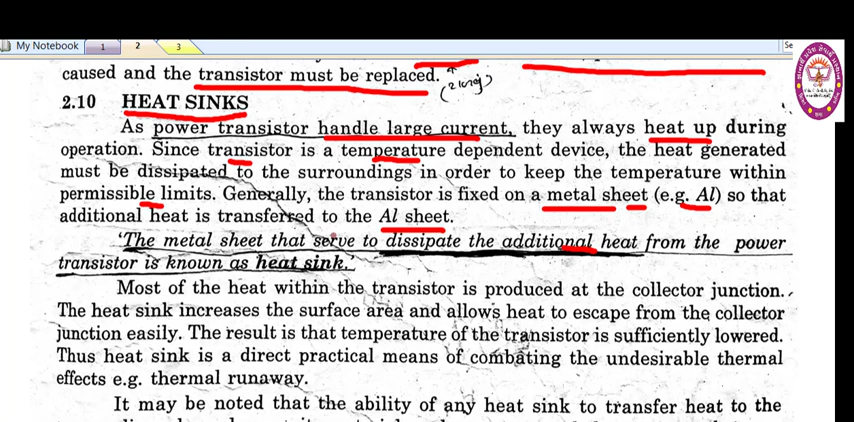 My Notebook 1 2 3 Se
caused and the transistor must be replaced.
2.10 HEAT SINKS
As power transistor handle large current, they always heat up during
operation. Since transistor is a temperature dependent device, the heat generated
must be dissipated to the surroundings in order to keep the temperature within
permissible limits. Generally, the transistor is fixed on a metal sheet (e.g. Al) so that
additional heat is transferred to the Al sheet.
'The metal sheet that serve to dissipate the additional heat from the power
transistor is known as heat sink.'
Most of the heat within the transistor is produced at the collector junction.
The heat sink increases the surface area and allows heat to escape from the collector
junction easily. The result is that temperature of the transistor is sufficiently lowered.
Thus heat sink is a direct practical means of combating the undesirable thermal
effects e.g. thermal runaway.
It may be noted that the ability of any heat sink to transfer heat to the